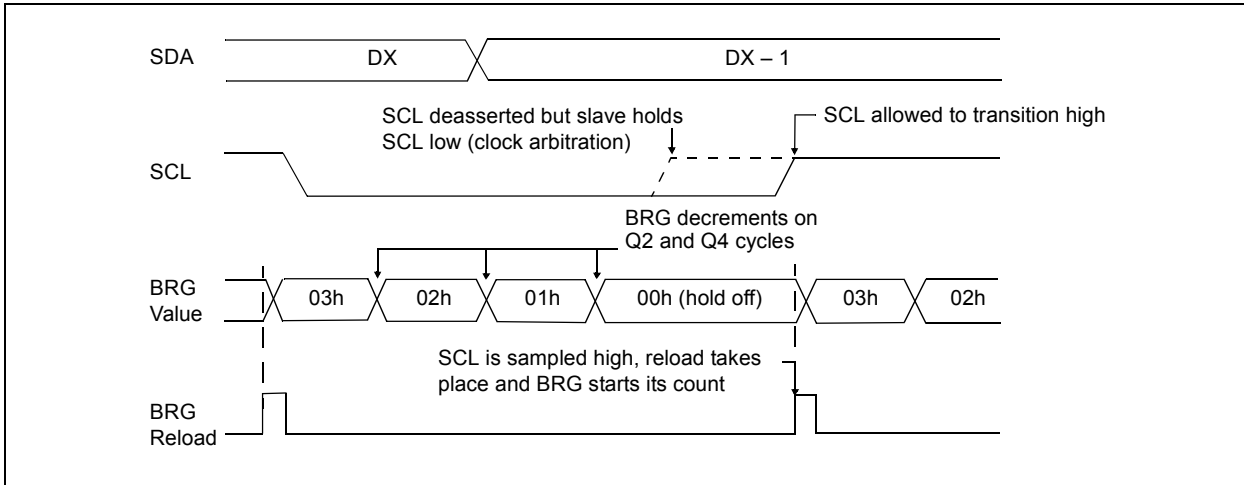 SDA
DX
DX – 1
SCL deasserted but slave holds
SCL low (clock arbitration)
SCL allowed to transition high
SCL
BRG decrements on
Q2 and Q4 cycles
BRG
Value
03h
02h
01h
00h (hold off)
03h
02h
SCL is sampled high, reload takes
place and BRG starts its count
BRG
Reload